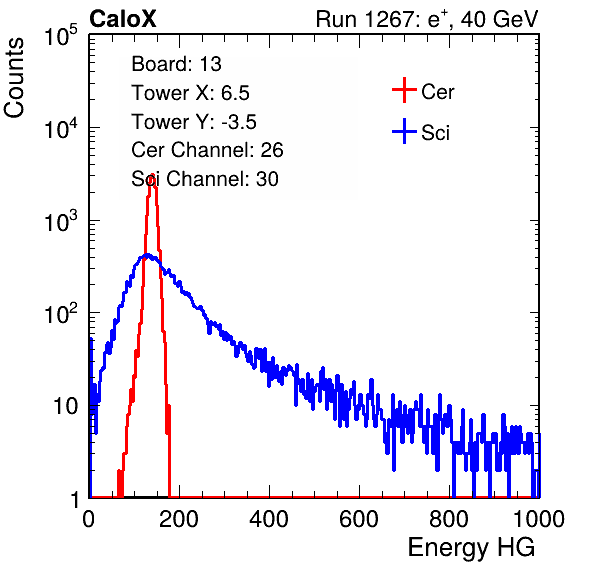 CaloX Run 1267: e⁺, 40 GeV
Counts
Board: 13
Tower X: 6.5
Tower Y: -3.5
Cer Channel: 26
Sci Channel: 30
Cer
Sci
10⁵
10⁴
10³
10²
10
1
0 200 400 600 800 1000
Energy HG